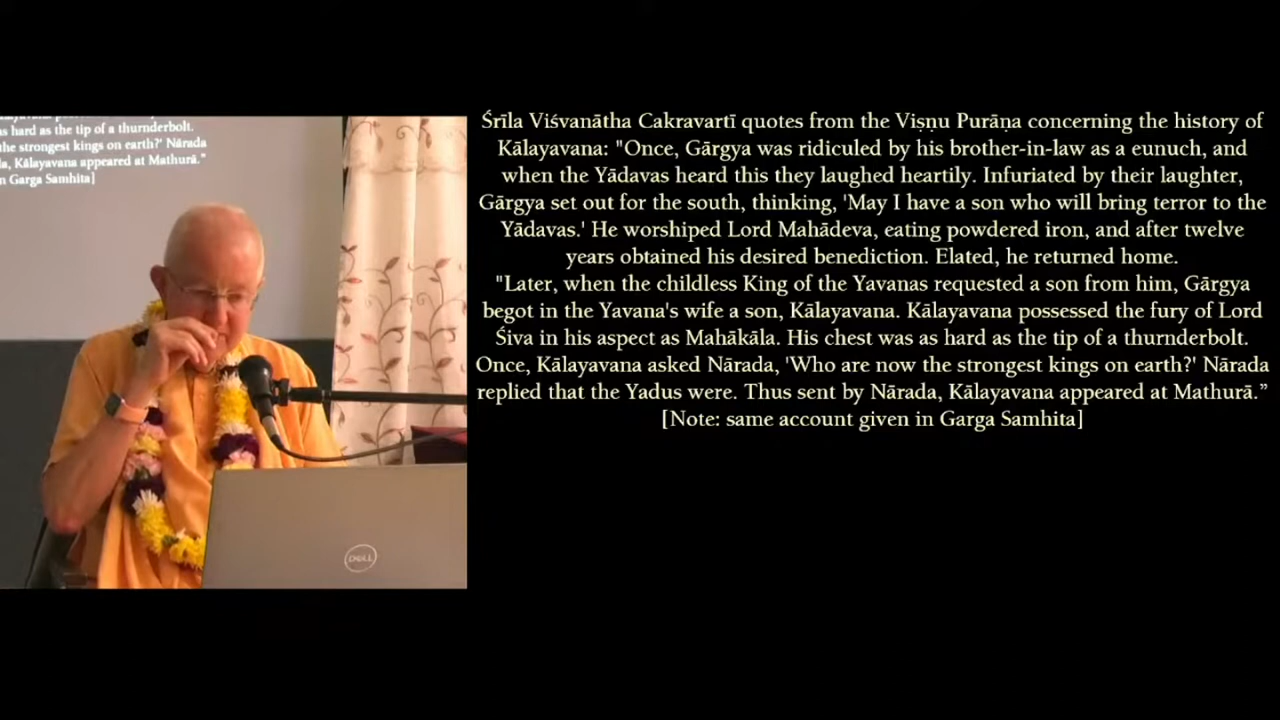 s hard as the tip of a thurnderbolt.
the strongest kings on earth?' Nārada
la, Kālayavana appeared at Mathurā."
n Garga Samhita]
DELL
Śrīla Viśvanātha Cakravartī quotes from the Viṣṇu Purāṇa concerning the history of
Kālayavana: "Once, Gārgya was ridiculed by his brother-in-law as a eunuch, and
when the Yādavas heard this they laughed heartily. Infuriated by their laughter,
Gārgya set out for the south, thinking, 'May I have a son who will bring terror to the
Yādavas.' He worshiped Lord Mahādeva, eating powdered iron, and after twelve
years obtained his desired benediction. Elated, he returned home.
"Later, when the childless King of the Yavanas requested a son from him, Gārgya
begot in the Yavana's wife a son, Kālayavana. Kālayavana possessed the fury of Lord
Śiva in his aspect as Mahākāla. His chest was as hard as the tip of a thurnderbolt.
Once, Kālayavana asked Nārada, 'Who are now the strongest kings on earth?' Nārada
replied that the Yadus were. Thus sent by Nārada, Kālayavana appeared at Mathurā.”
[Note: same account given in Garga Samhita]